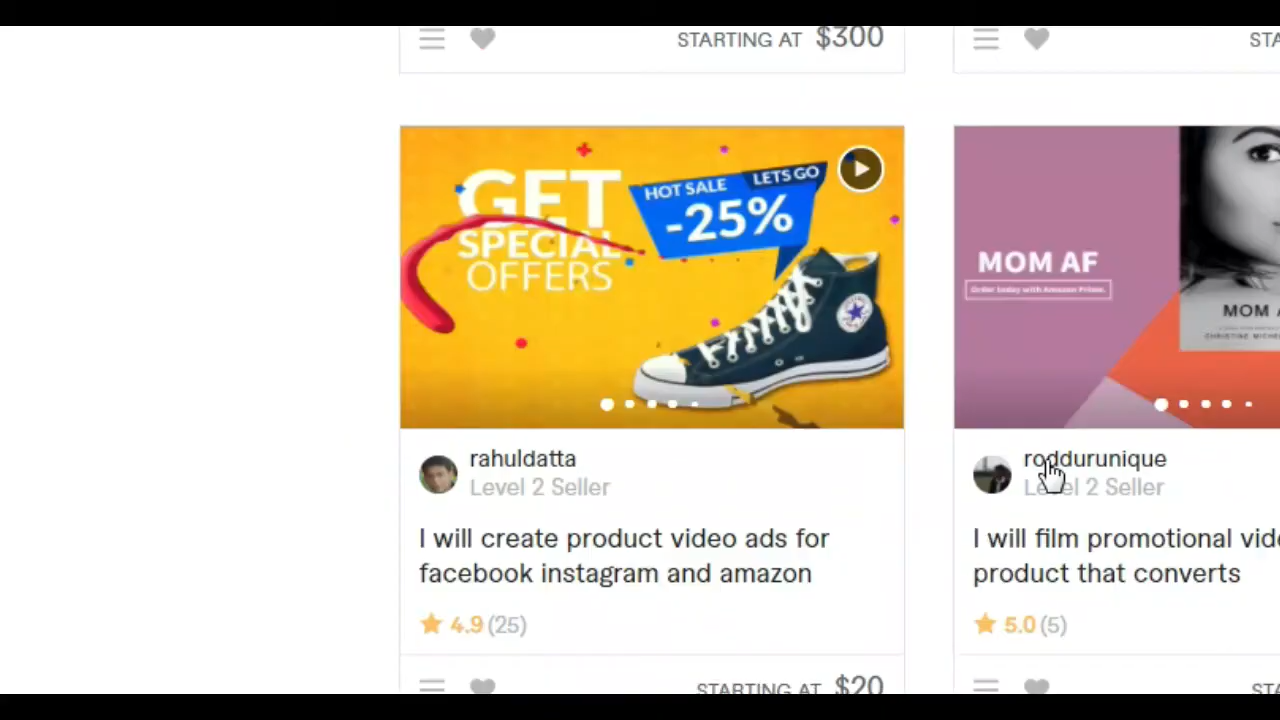 STARTING AT $300
STA
GET
SPECIAL
OFFERS
HOT SALE LETS GO
-25%
MOM AF
Order today with Amazon Prime.
MOM A
rahuldatta
Level 2 Seller
I will create product video ads for
facebook instagram and amazon
4.9 (25)
STARTING AT $20
roddurunique
Level 2 Seller
I will film promotional vide
product that converts
5.0 (5)
STA